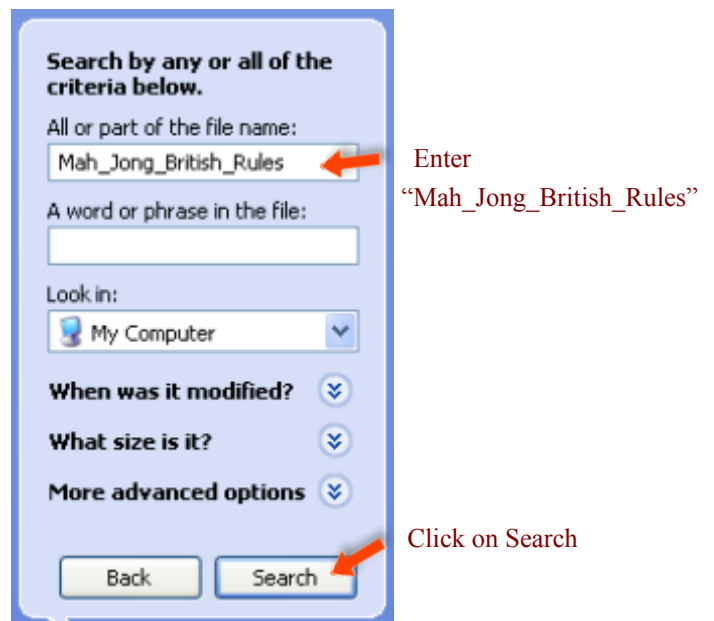 Search by any or all of the
criteria below.
All or part of the file name:
Mah_Jong_British_Rules
Enter
“Mah_Jong_British_Rules”
A word or phrase in the file:
Look in:
My Computer
When was it modified?
What size is it?
More advanced options
Click on Search
Back
Search